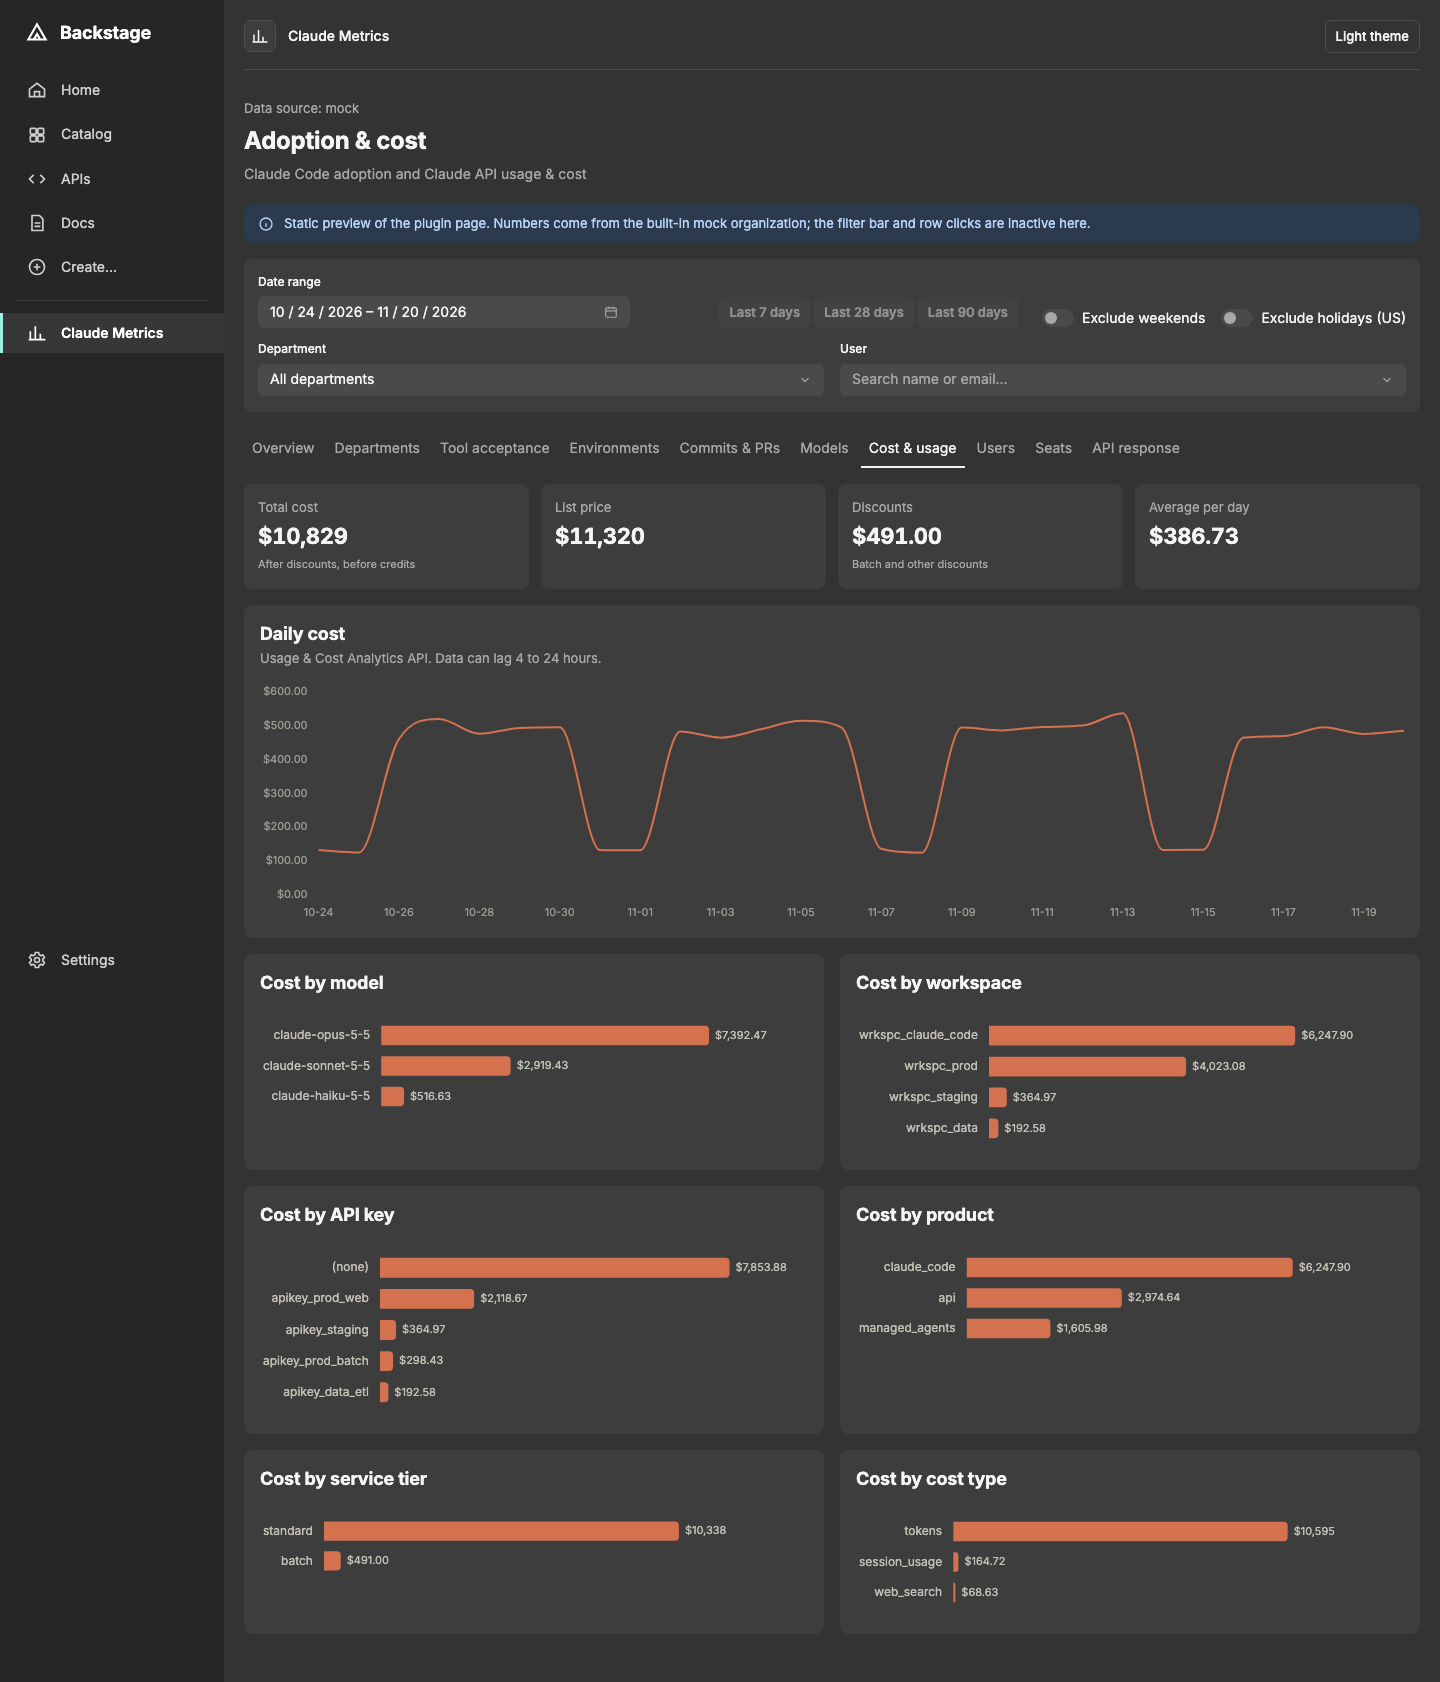 Backstage
Home
Catalog
APIs
Docs
Create...
Claude Metrics
Settings
Claude Metrics
Light theme
Data source: mock
Adoption & cost
Claude Code adoption and Claude API usage & cost
Static preview of the plugin page. Numbers come from the built-in mock organization; the filter bar and row clicks are inactive here.
Date range
10 / 24 / 2026 – 11 / 20 / 2026
Last 7 days
Last 28 days
Last 90 days
Exclude weekends
Exclude holidays (US)
Department
User
All departments
Search name or email...
Overview
Departments
Tool acceptance
Environments
Commits & PRs
Models
Cost & usage
Users
Seats
API response
Total cost
$10,829
After discounts, before credits
List price
$11,320
Discounts
$491.00
Batch and other discounts
Average per day
$386.73
Daily cost
Usage & Cost Analytics API. Data can lag 4 to 24 hours.
$600.00
$500.00
$400.00
$300.00
$200.00
$100.00
$0.00
10-24
10-26
10-28
10-30
11-01
11-03
11-05
11-07
11-09
11-11
11-13
11-15
11-17
11-19
Cost by model
claude-opus-5-5 $7,392.47
claude-sonnet-5-5 $2,919.43
claude-haiku-5-5 $516.63
Cost by workspace
wrkspc_claude_code $6,247.90
wrkspc_prod $4,023.08
wrkspc_staging $364.97
wrkspc_data $192.58
Cost by API key
(none) $7,853.88
apikey_prod_web $2,118.67
apikey_staging $364.97
apikey_prod_batch $298.43
apikey_data_etl $192.58
Cost by product
claude_code $6,247.90
api $2,974.64
managed_agents $1,605.98
Cost by service tier
standard $10,338
batch $491.00
Cost by cost type
tokens $10,595
session_usage $164.72
web_search $68.63